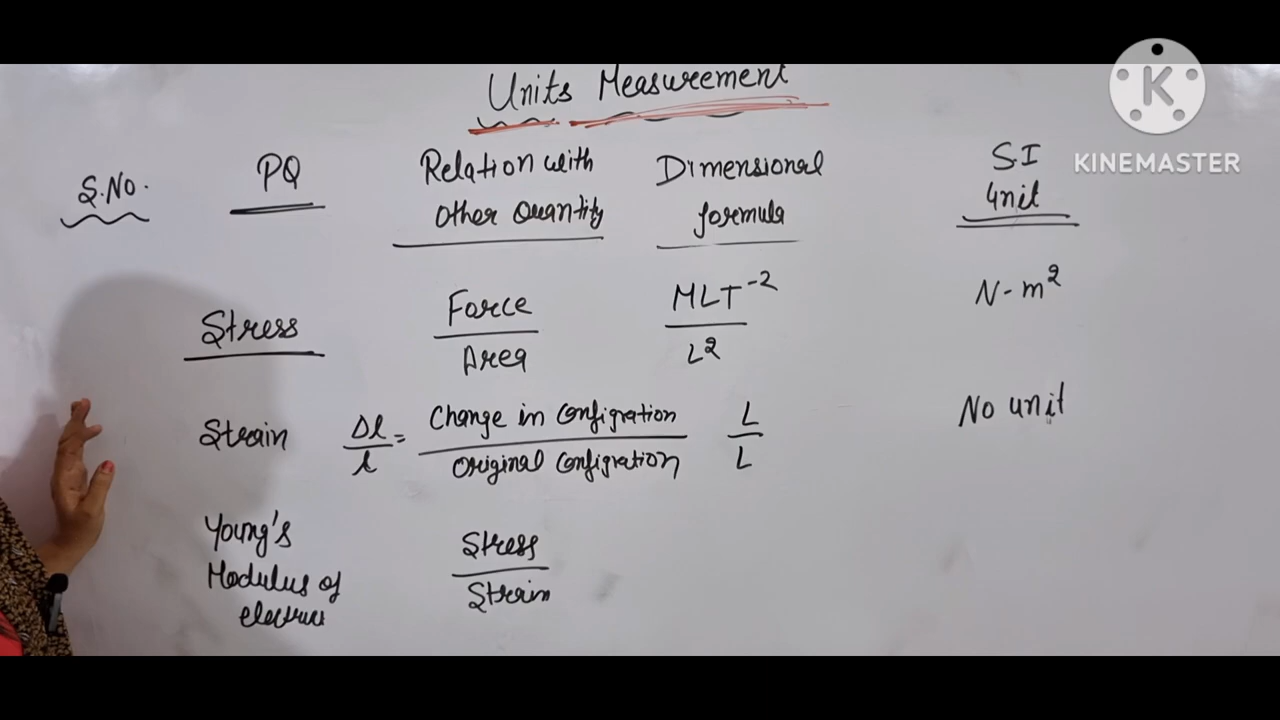 Units Measurement
KINEMASTER
S.No.
PQ
Relation with
Other Quantity
Dimensional
formula
SI
Unit
Stress
Force
Area
MLT⁻²
L²
N-m²
Strain
Δl
l
=
Change in Configration
Original Configration
L
L
No unit
Young's
Modulus of
Stress
Strain